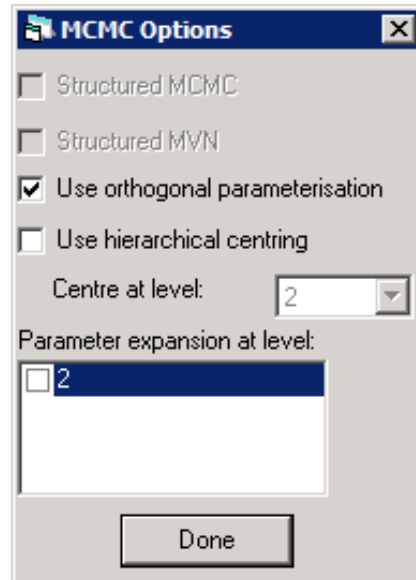 MCMC Options
Structured MCMC
Structured MVN
Use orthogonal parameterisation
Use hierarchical centring
Centre at level: 2
Parameter expansion at level:
2
Done